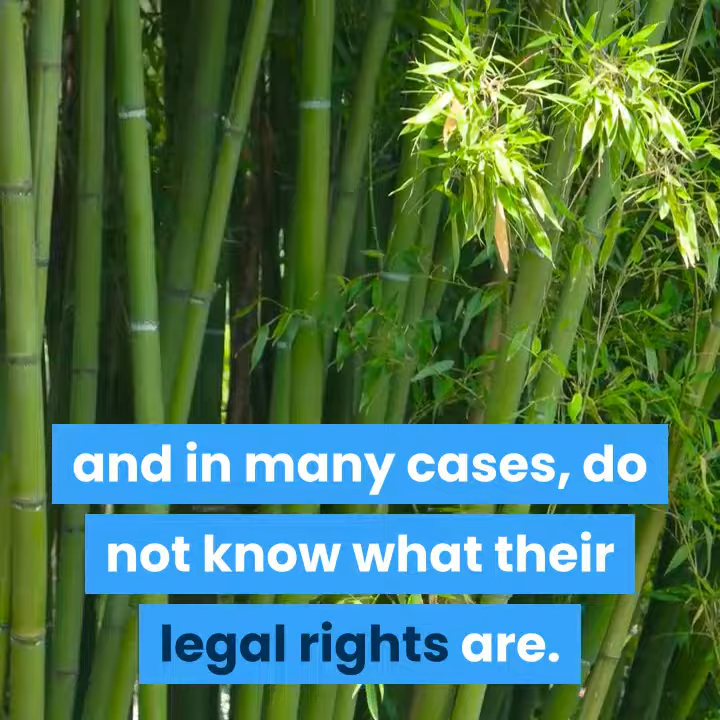 and in many cases, do
not know what their
legal rights are.